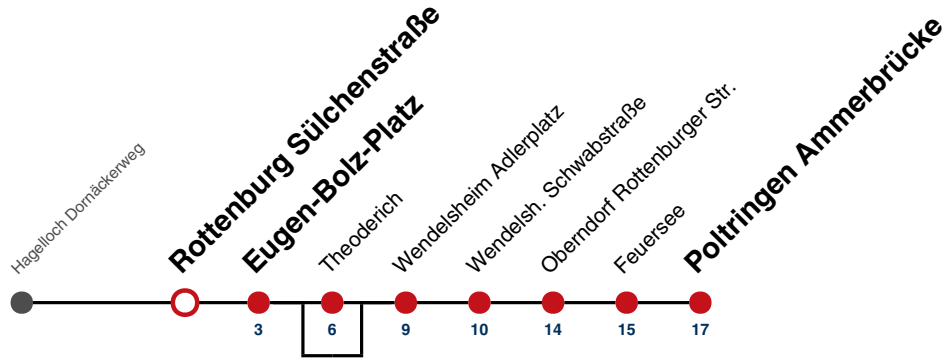 Hagelloch Dornäckerweg
Rottenburg Sülchenstraße
Eugen-Bolz-Platz
Theoderich
Wendelsheim Adlerplatz
Wendelsh. Schwabstraße
Oberndorf Rottenburger Str.
Feuersee
Poltringen Ammerbrücke
3 6 9 10 14 15 17